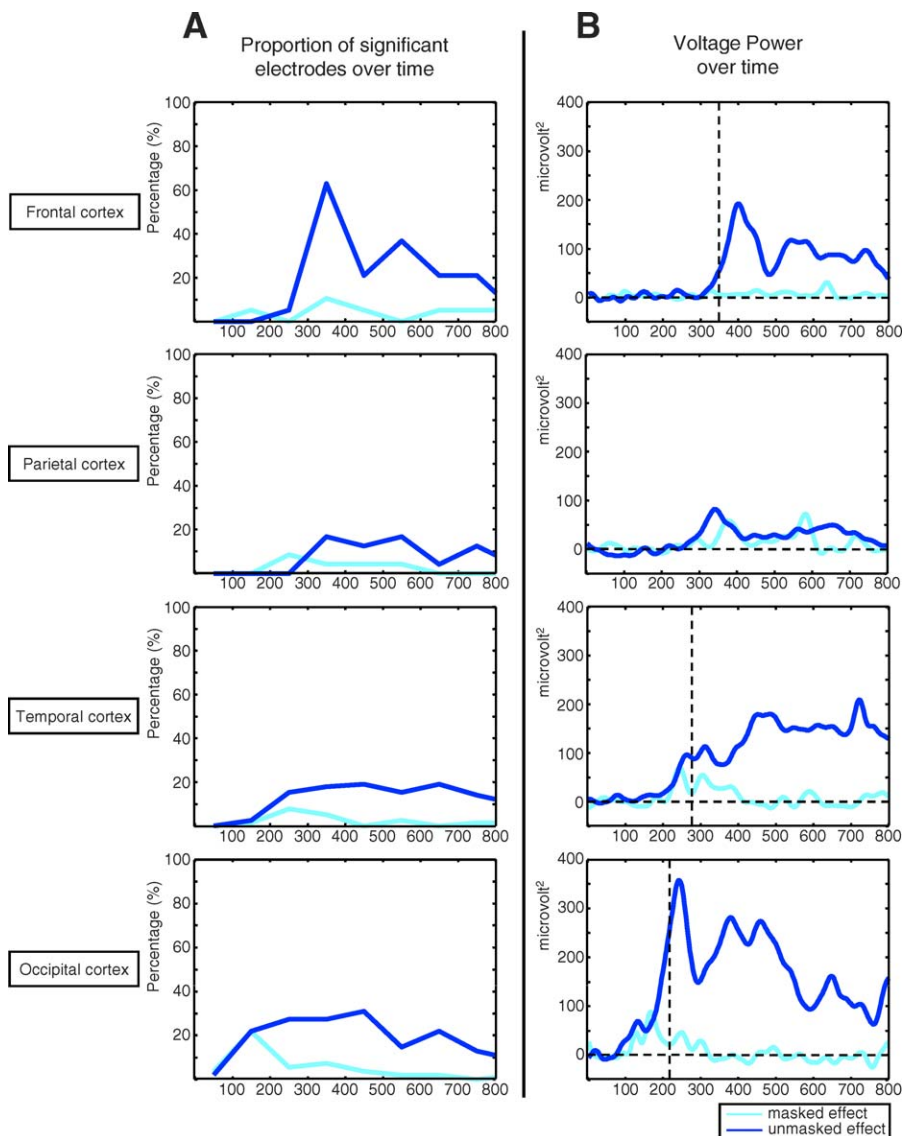 A
B
Proportion of significant
electrodes over time
Voltage Power
over time
Frontal cortex
Percentage (%)
100
80
60
40
20
100 200 300 400 500 600 700 800
microvolt²
400
300
200
100
0
100 200 300 400 500 600 700 800
Parietal cortex
Percentage (%)
100
80
60
40
20
100 200 300 400 500 600 700 800
microvolt²
400
300
200
100
0
100 200 300 400 500 600 700 800
Temporal cortex
Percentage (%)
100
80
60
40
20
100 200 300 400 500 600 700 800
microvolt²
400
300
200
100
0
100 200 300 400 500 600 700 800
Occipital cortex
Percentage (%)
100
80
60
40
20
100 200 300 400 500 600 700 800
microvolt²
400
300
200
100
0
100 200 300 400 500 600 700 800
masked effect
unmasked effect